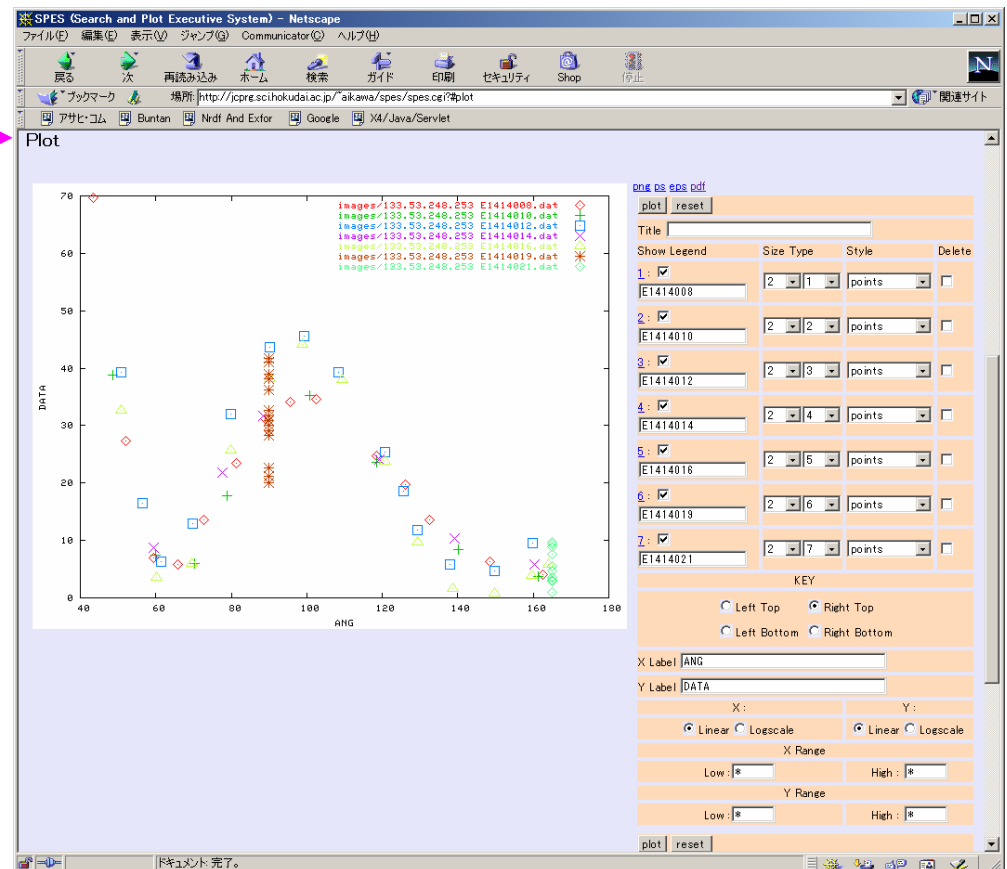 SPES (Search and Plot Executive System) - Netscape
ファイル(F) 編集(E) 表示(V) ジャンプ(G) Communicator(C) ヘルプ(H)
戻る 次 再読み込み ホーム 検索 ガイド 印刷 セキュリティ Shop 停止
N
ブックマーク 場所: http://jcprg.sci.hokudai.ac.jp/~aikawa/spes/spes.cgi?#plot 関連サイト
アサヒ・コム Buntan Nrdf And Exfor Google X4/Java/Servlet
Plot
png ps eps pdf
plot reset
Title
Show Legend Size Type Style Delete
1 : E1414008 2 1 points
2 : E1414010 2 2 points
3 : E1414012 2 3 points
4 : E1414014 2 4 points
5 : E1414016 2 5 points
6 : E1414019 2 6 points
7 : E1414021 2 7 points
KEY
Left Top Right Top
Left Bottom Right Bottom
X Label ANG
Y Label DATA
X : Y :
Linear Logscale Linear Logscale
X Range
Low : * High : *
Y Range
Low : * High : *
plot reset
images/133.53.248.253 E1414008.dat
images/133.53.248.253 E1414010.dat
images/133.53.248.253 E1414012.dat
images/133.53.248.253 E1414014.dat
images/133.53.248.253 E1414016.dat
images/133.53.248.253 E1414019.dat
images/133.53.248.253 E1414021.dat
70
60
50
40
30
20
10
0
DATA
40 60 80 100 120 140 160 180
ANG
ドキュメント: 完了。